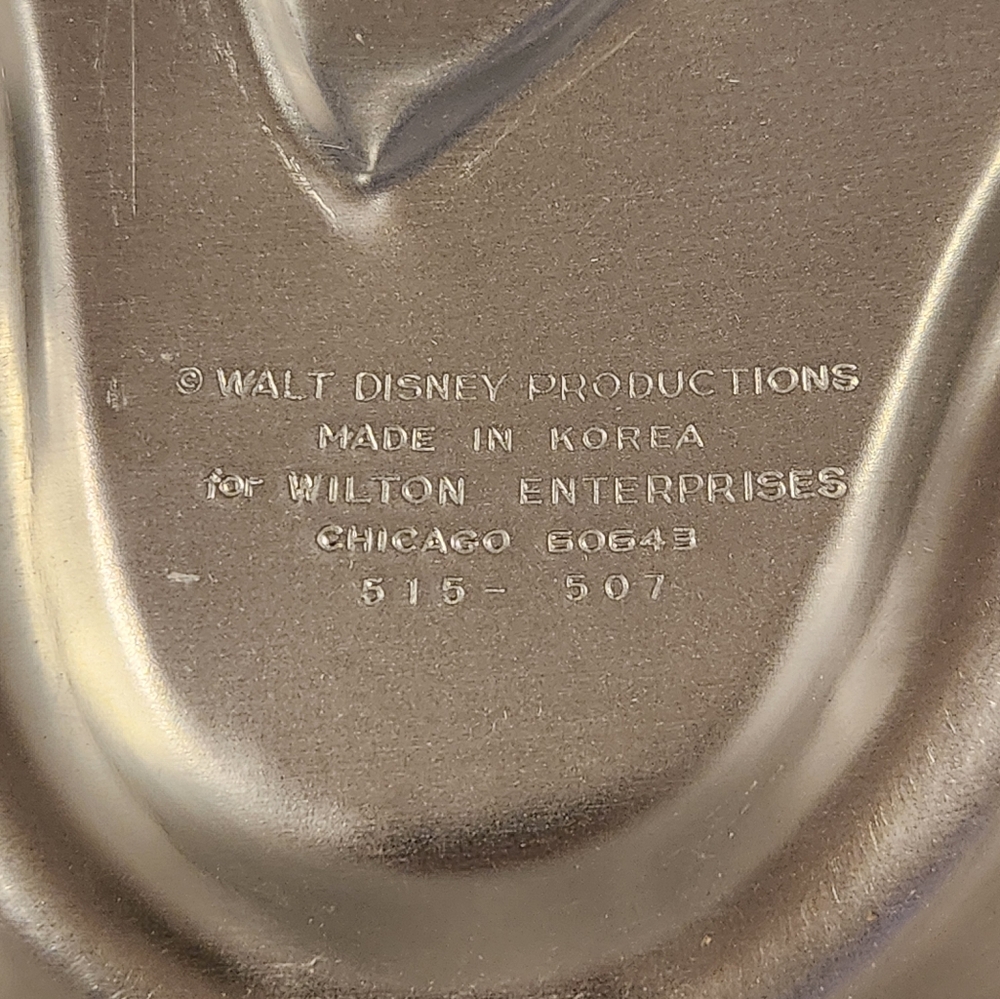 © WALT DISNEY PRODUCTIONS
MADE IN KOREA
for WILTON ENTERPRISES
CHICAGO 60643
515- 507